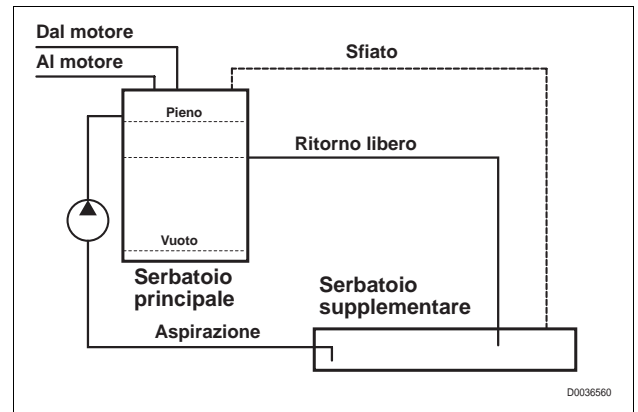 Dal motore
Al motore
Sfiato
Pieno
Ritorno libero
Vuoto
Serbatoio
principale
Serbatoio
supplementare
Aspirazione
D0036560